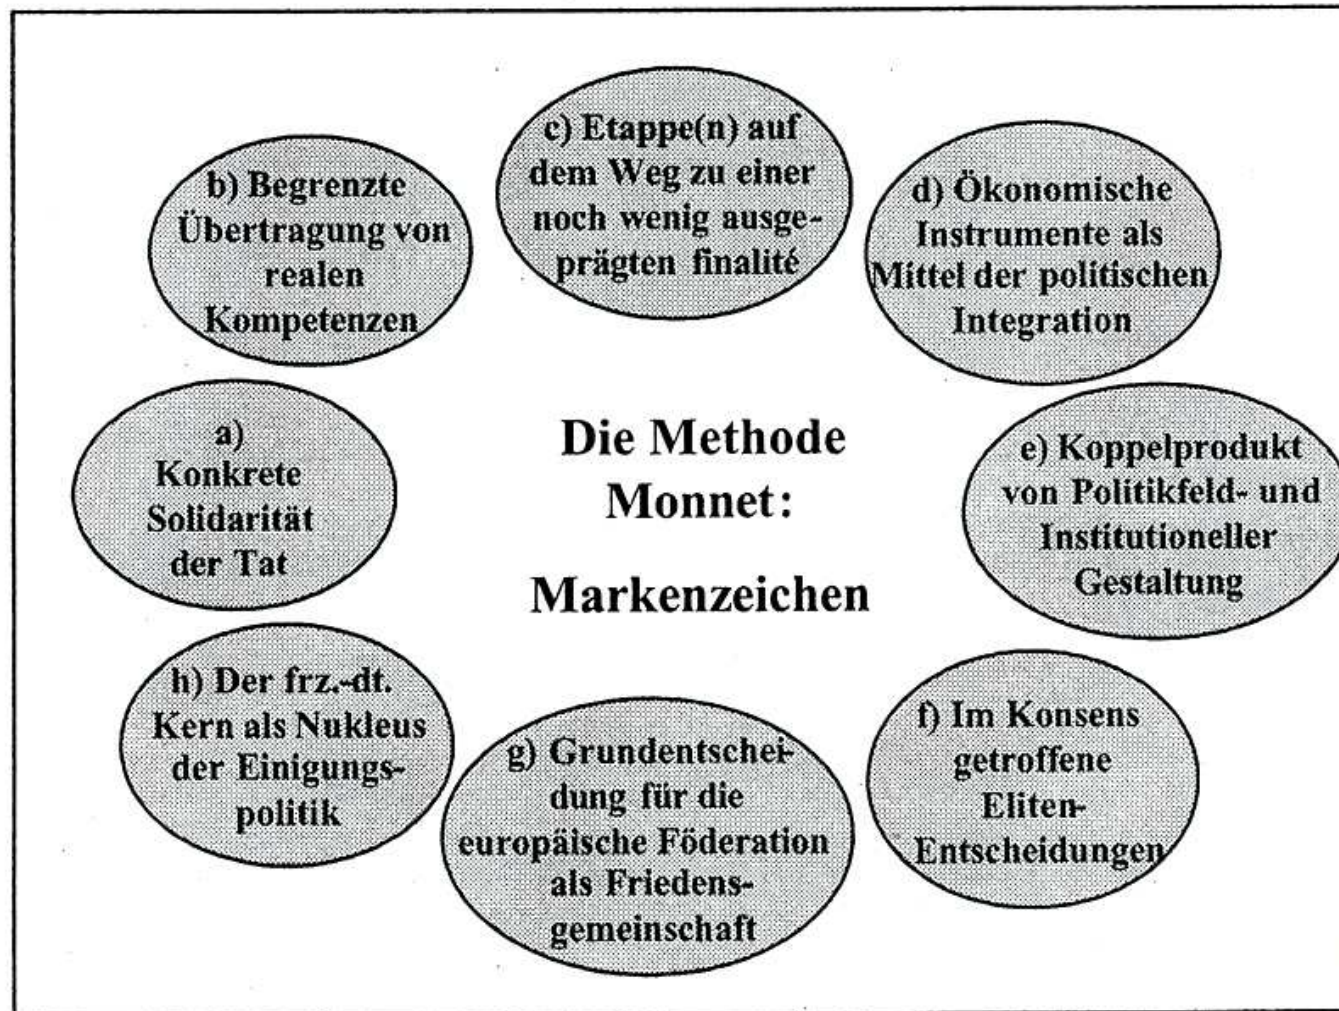 Die Methode
Monnet:
Markenzeichen
a)
Konkrete
Solidarität
der Tat
b) Begrenzte
Übertragung von
realen
Kompetenzen
c) Etappe(n) auf
dem Weg zu einer
noch wenig ausge-
prägten finalité
d) Ökonomische
Instrumente als
Mittel der politischen
Integration
e) Koppelprodukt
von Politikfeld- und
Institutioneller
Gestaltung
f) Im Konsens
getroffene
Eliten-
Entscheidungen
g) Grundentschei-
dung für die
europäische Föderation
als Friedens-
gemeinschaft
h) Der frz.-dt.
Kern als Nukleus
der Einigungs-
politik